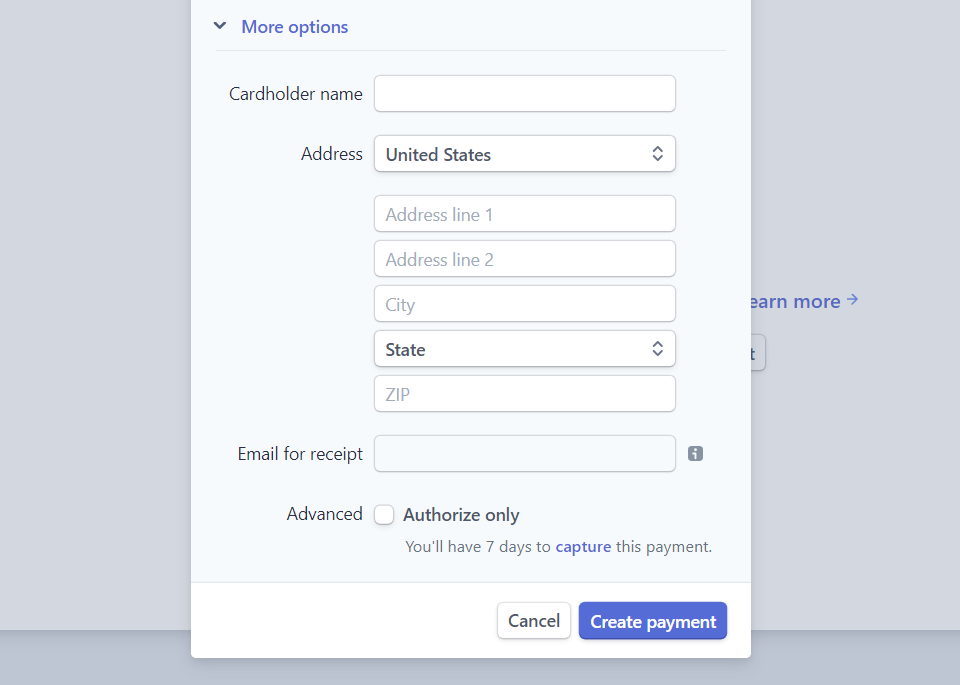 More options
Cardholder name
Address United States
Address line 1
Address line 2
City
State
ZIP
earn more →
t
Email for receipt
Advanced Authorize only
You'll have 7 days to capture this payment.
Cancel Create payment